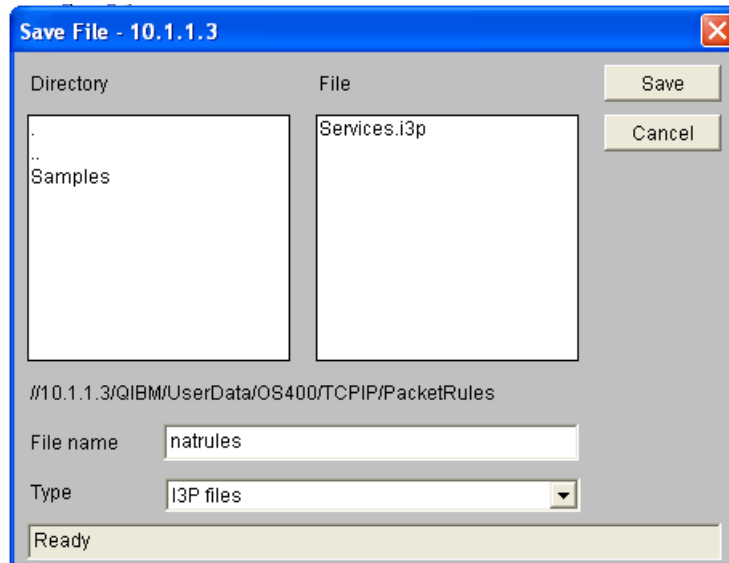 Save File - 10.1.1.3
Directory
File
Save
Cancel
.
..
Samples
Services.i3p
//10.1.1.3/QIBM/UserData/OS400/TCPIP/PacketRules
File name
natrules
Type
I3P files
Ready